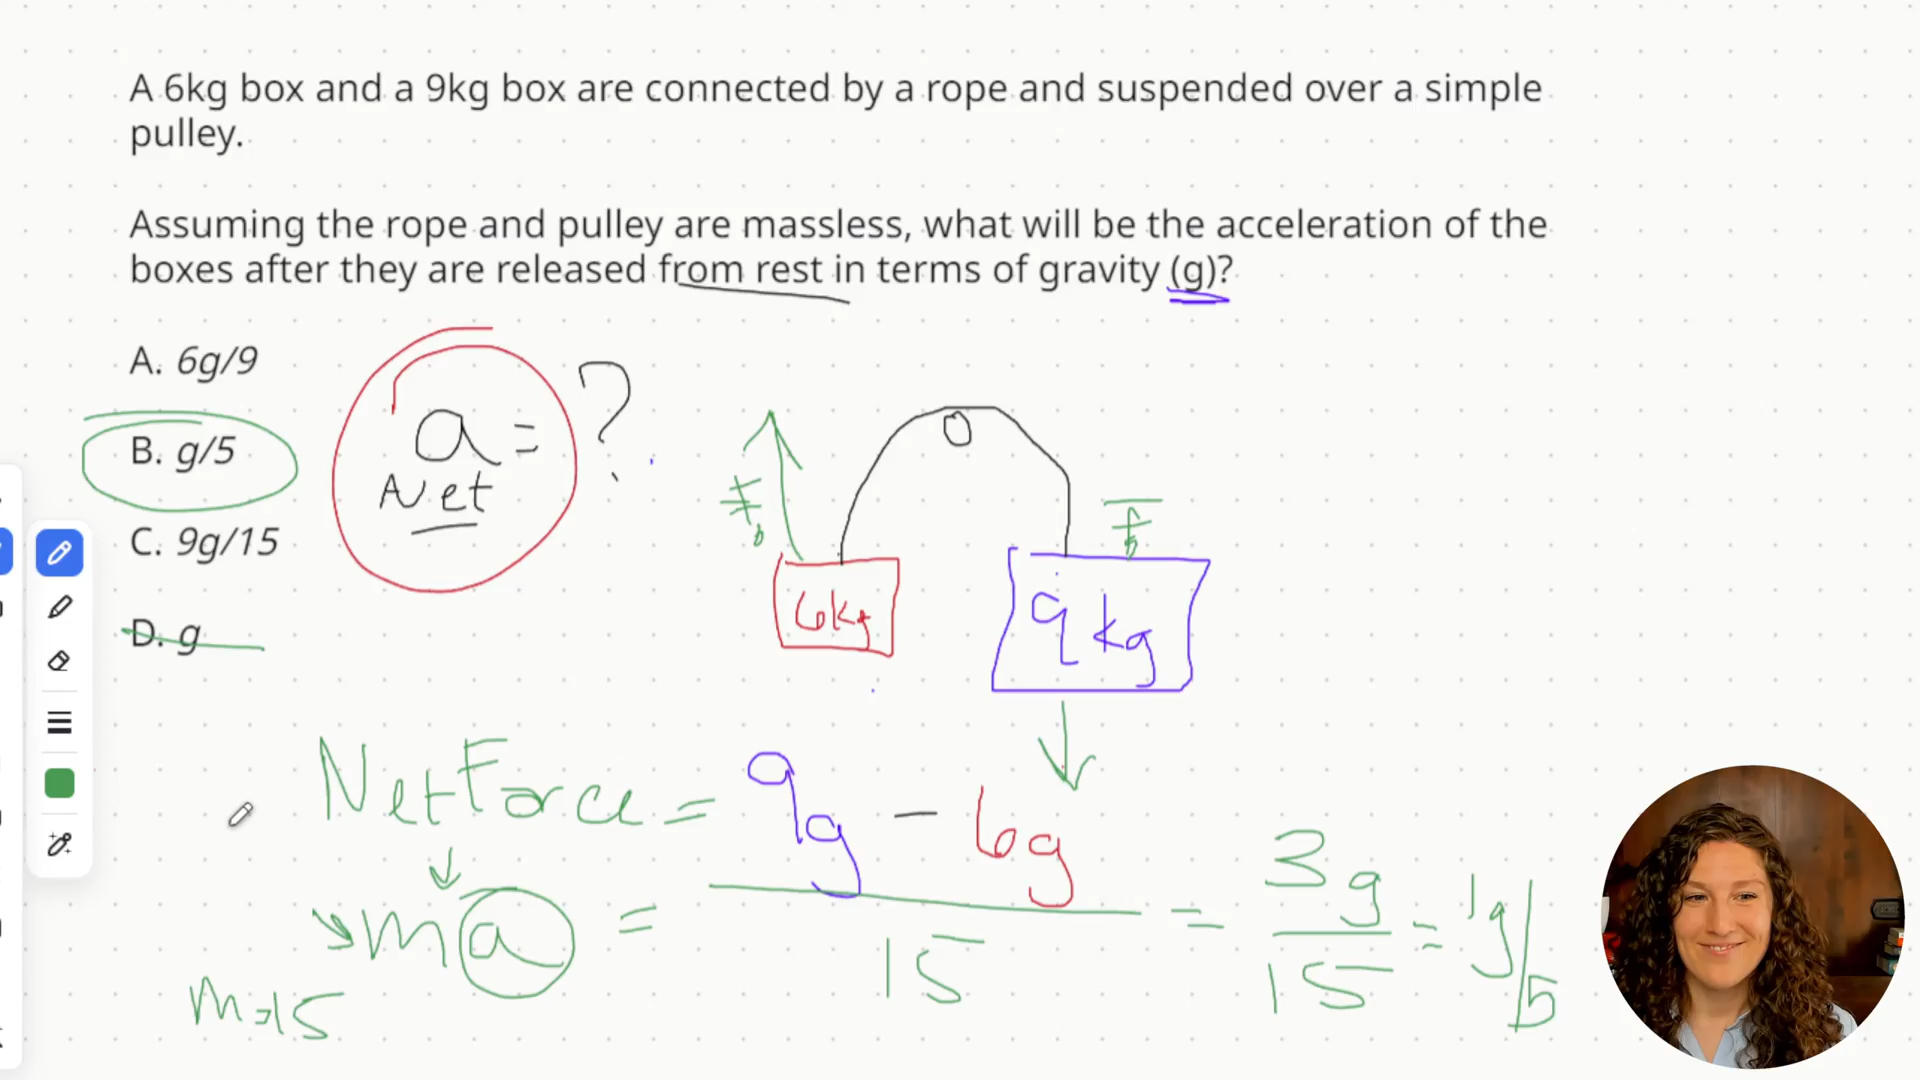 A 6kg box and a 9kg box are connected by a rope and suspended over a simple
pulley.
Assuming the rope and pulley are massless, what will be the acceleration of the
boxes after they are released from rest in terms of gravity (g)?
A. 6g/9
B. g/5
C. 9g/15
D. g
a = ?
Net
F
F
6kg
9 kg
Net Force = 9g - 6g
ma = 15 = 3g/15 = 1g/5
m=15